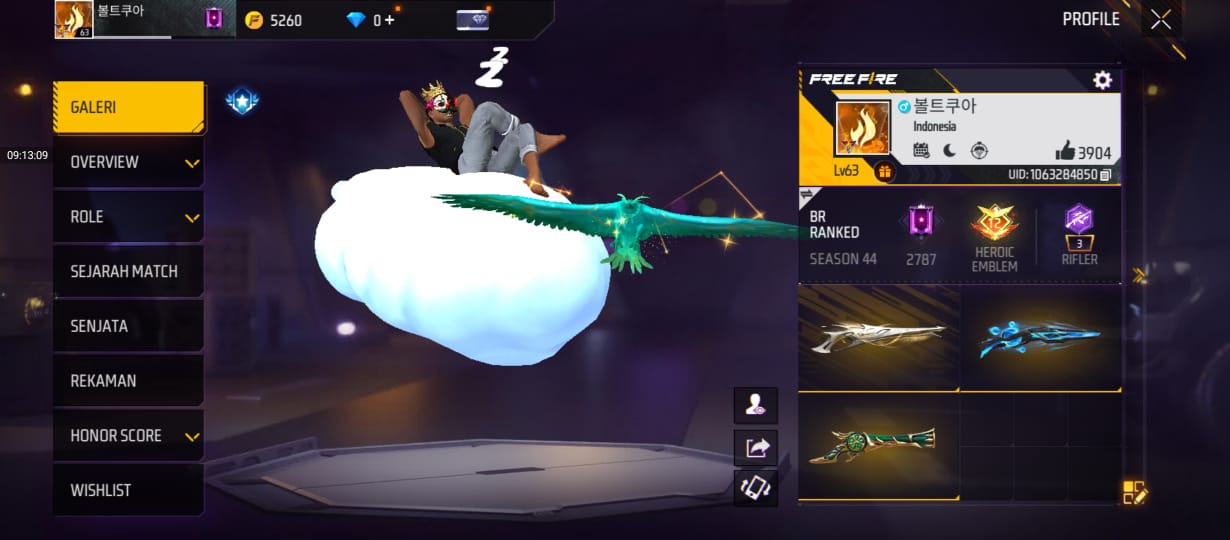 볼트쿠아
63
5260
0 +
PROFILE
GALERI
OVERVIEW
ROLE
SEJARAH MATCH
SENJATA
REKAMAN
HONOR SCORE
WISHLIST
09:13:09
Z
Z
FREE FIRE
볼트쿠아
Indonesia
3904
Lv63
UID:1063284850
BR
RANKED
SEASON 44
2787
12
HEROIC
EMBLEM
3
RIFLER